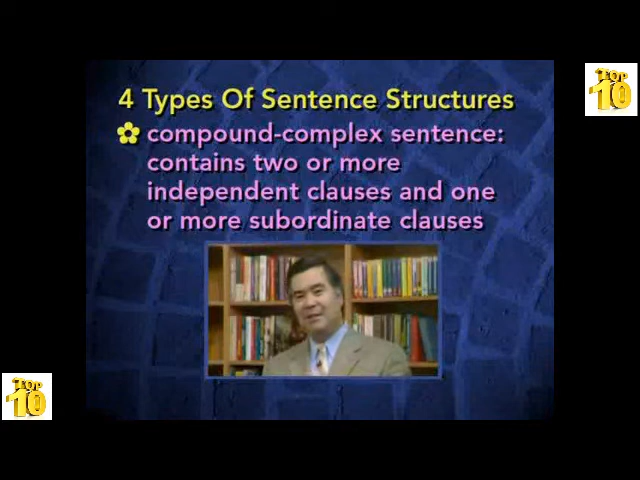 4 Types Of Sentence Structures
compound-complex sentence:
contains two or more
independent clauses and one
or more subordinate clauses
TOP
10
TOP
10